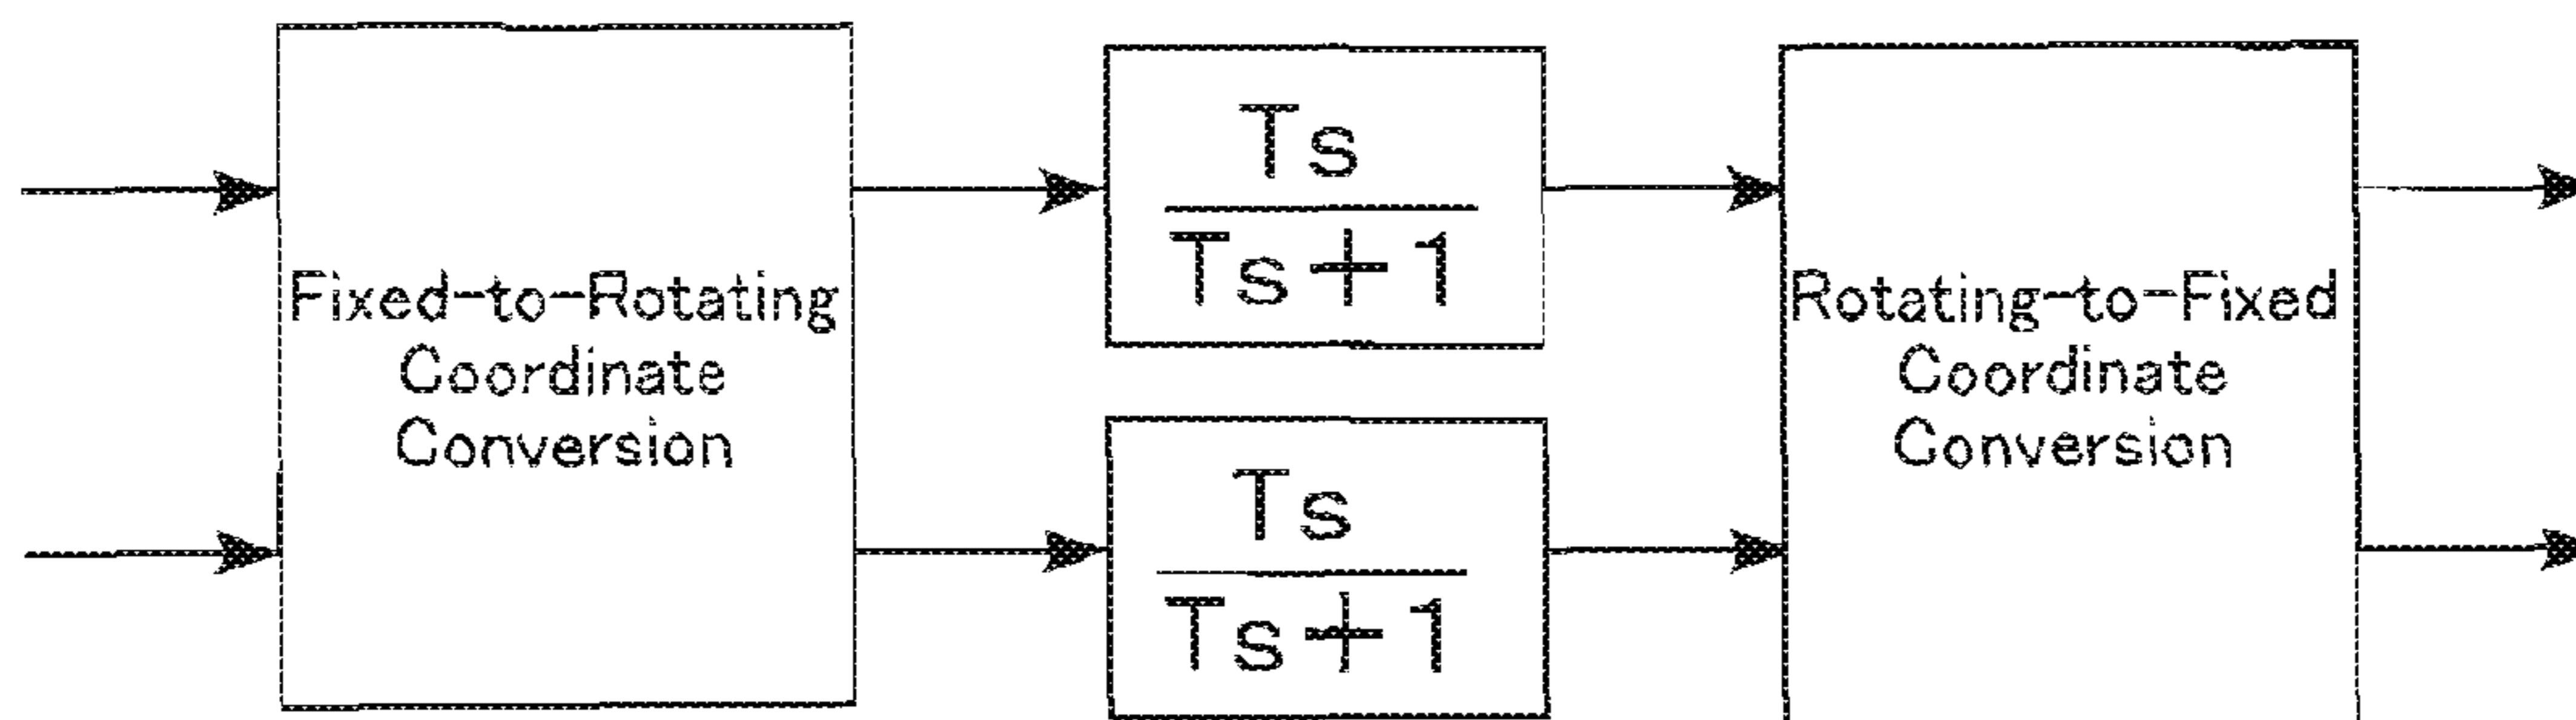 Fixed-to-Rotating
Coordinate
Conversion
Ts
Ts+1
Ts
Ts+1
Rotating-to-Fixed
Coordinate
Conversion